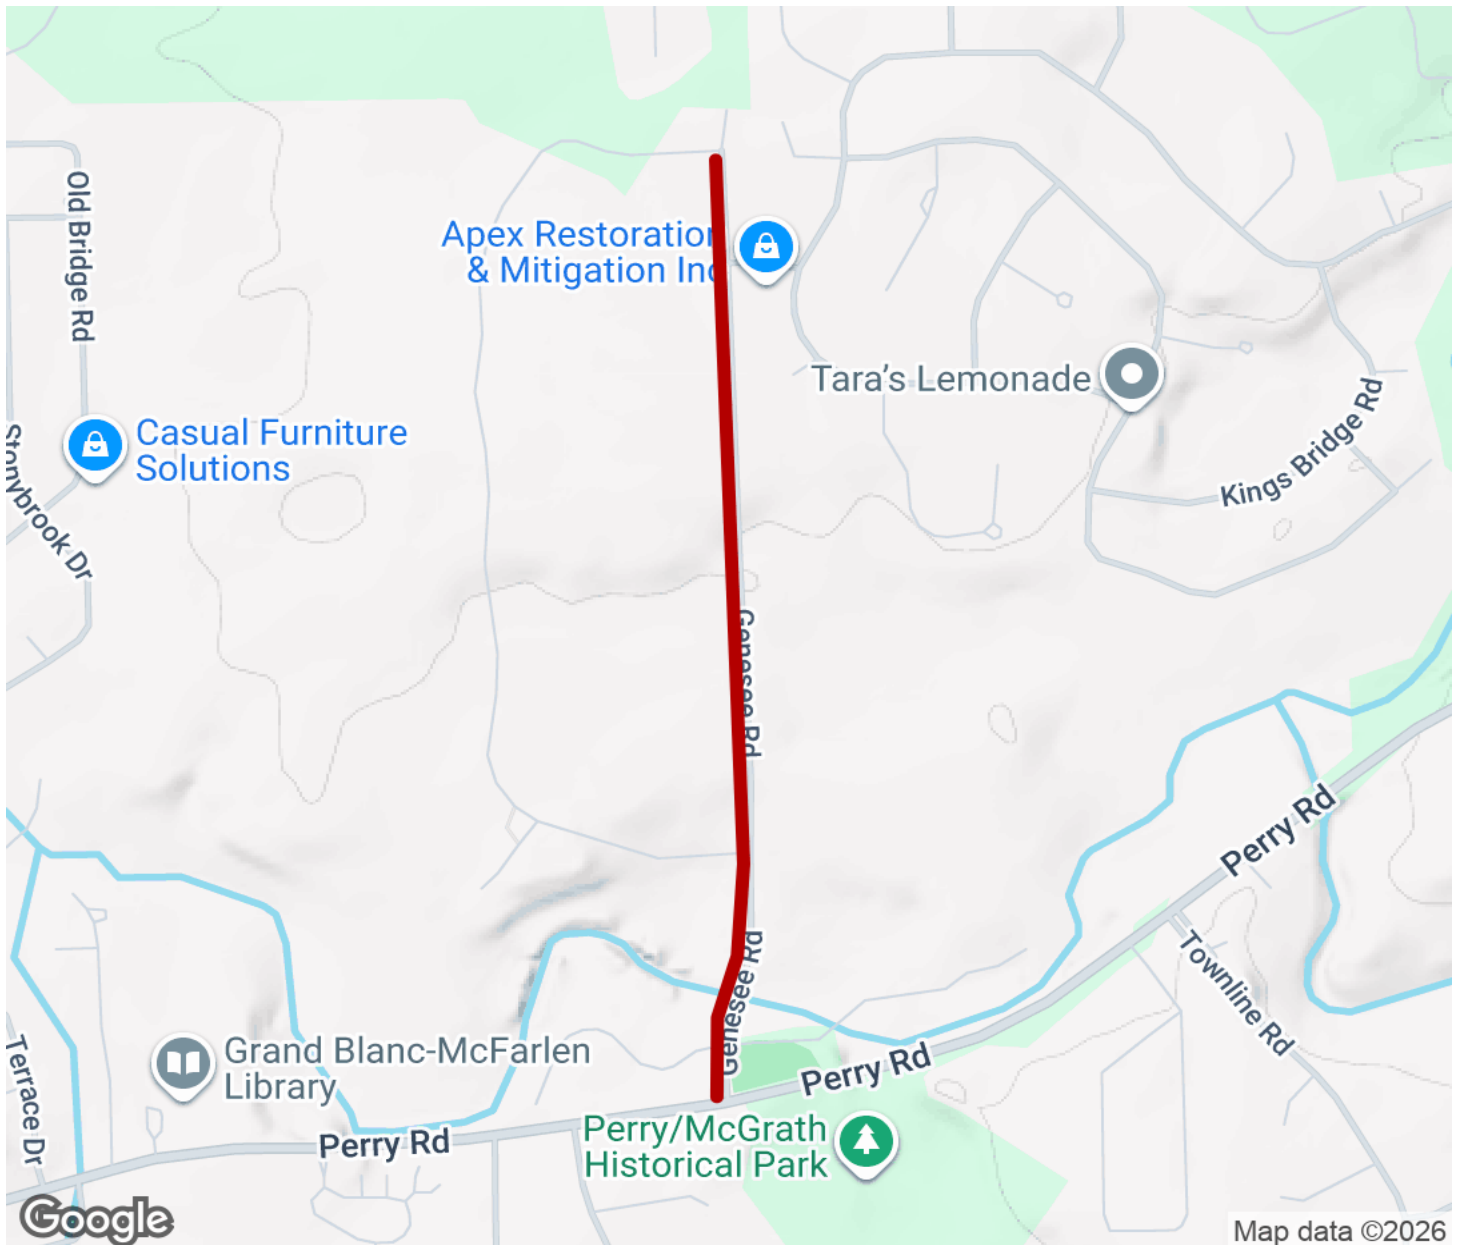 Old Bridge Rd
Apex Restoration
& Mitigation Inc
Tara's Lemonade
Casual Furniture
Solutions
Stonybrook Dr
Kings Bridge Rd
Genesee Rd
Perry Rd
Townline Rd
Genesee Rd
Grand Blanc-McFarlen
Library
Terrace Dr
Perry Rd
Perry Rd
Perry/McGrath
Historical Park
Google
Map data ©2026